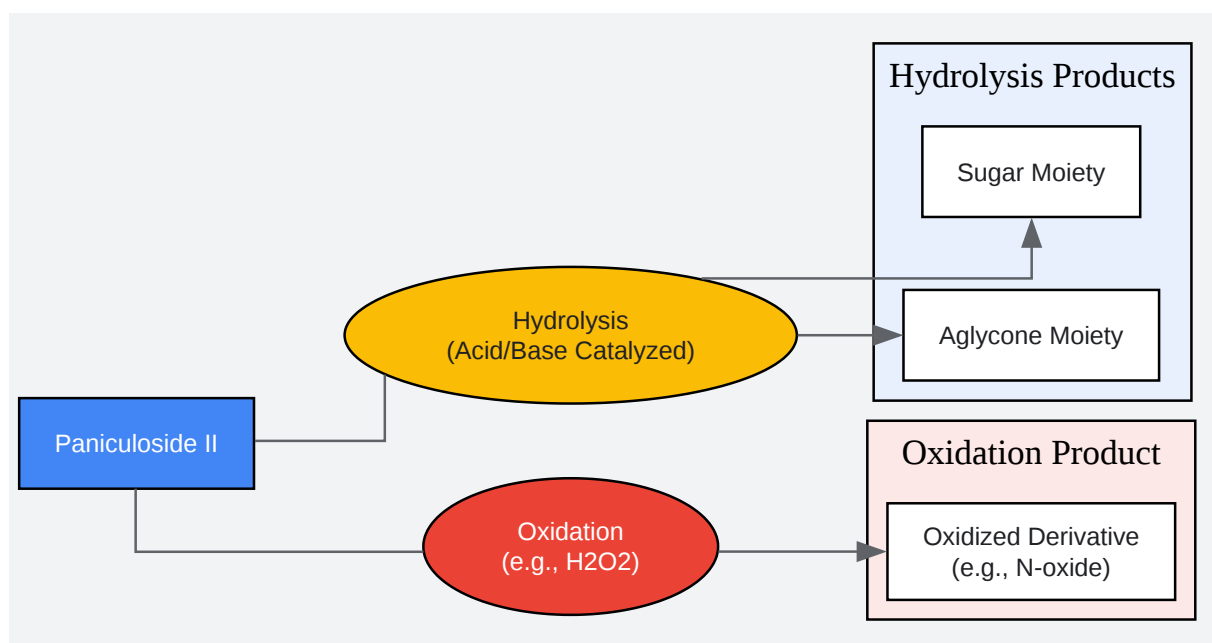 Hydrolysis Products
Sugar Moiety
Hydrolysis
(Acid/Base Catalyzed)
Aglycone Moiety
Paniculoside II
Oxidation Product
Oxidation
(e.g., H2O2)
Oxidized Derivative
(e.g., N-oxide)